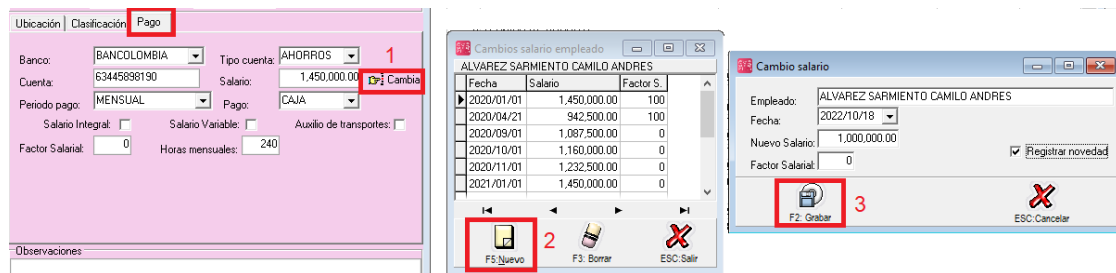 Ubicación Clasificación Pago
Banco: BANCOLOMBIA Tipo cuenta: AHORROS 1
Cuenta: 63445898190 Salario: 1,450,000.00 Cambia
Periodo pago: MENSUAL Pago: CAJA
Salario Integral: Salario Variable: Auxilio de transportes:
Factor Salarial: 0 Horas mensuales: 240
Observaciones
Cambios salario empleado
ALVAREZ SARMIENTO CAMILO ANDRES
Fecha Salario Factor S.
2020/01/01 1,450,000.00 100
2020/04/21 942,500.00 100
2020/09/01 1,087,500.00 0
2020/10/01 1,160,000.00 0
2020/11/01 1,232,500.00 0
2021/01/01 1,450,000.00 0
2
F5:Nuevo F3: Borrar ESC:Salir
Cambio salario
Empleado: ALVAREZ SARMIENTO CAMILO ANDRES
Fecha: 2022/10/18
Nuevo Salario: 1,000,000.00
Registrar novedad
Factor Salarial: 0
3
F2: Grabar ESC:Cancelar